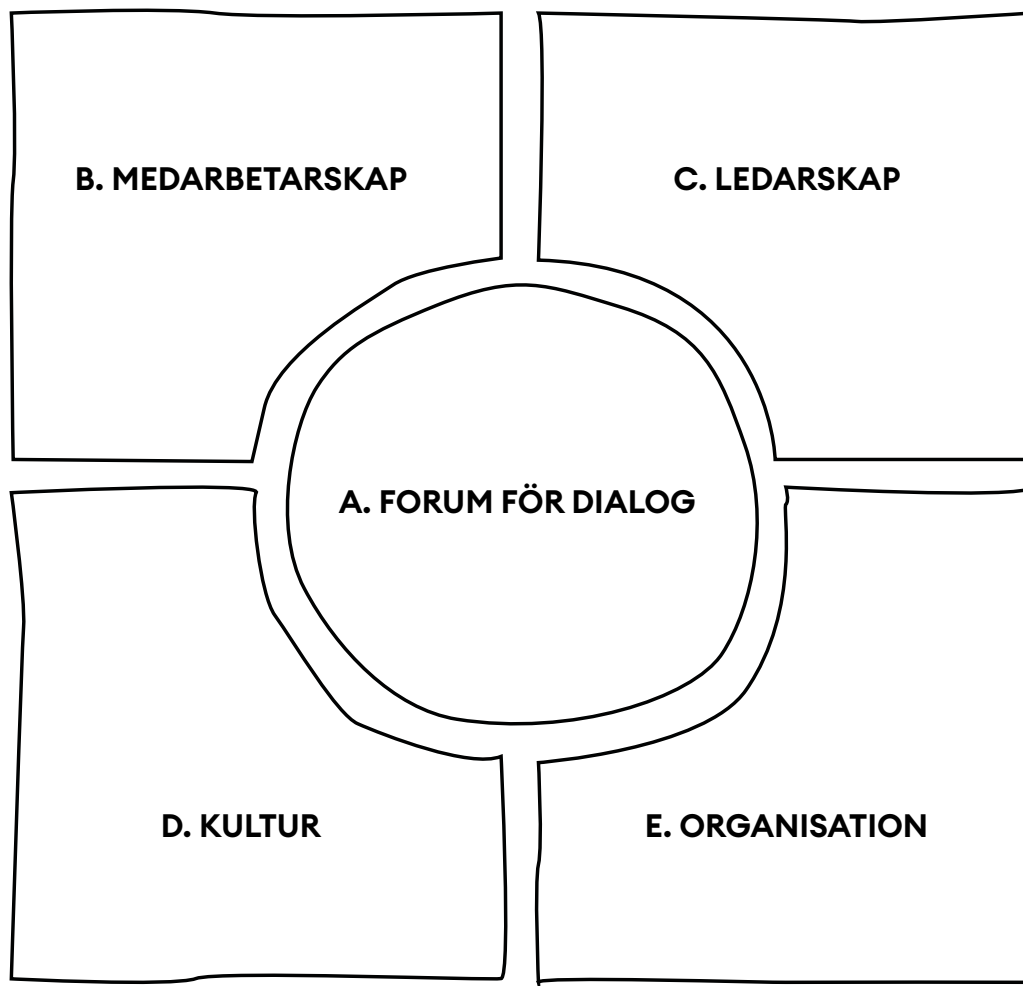 B. MEDARBETARSKAP
C. LEDARSKAP
A. FORUM FÖR DIALOG
D. KULTUR
E. ORGANISATION